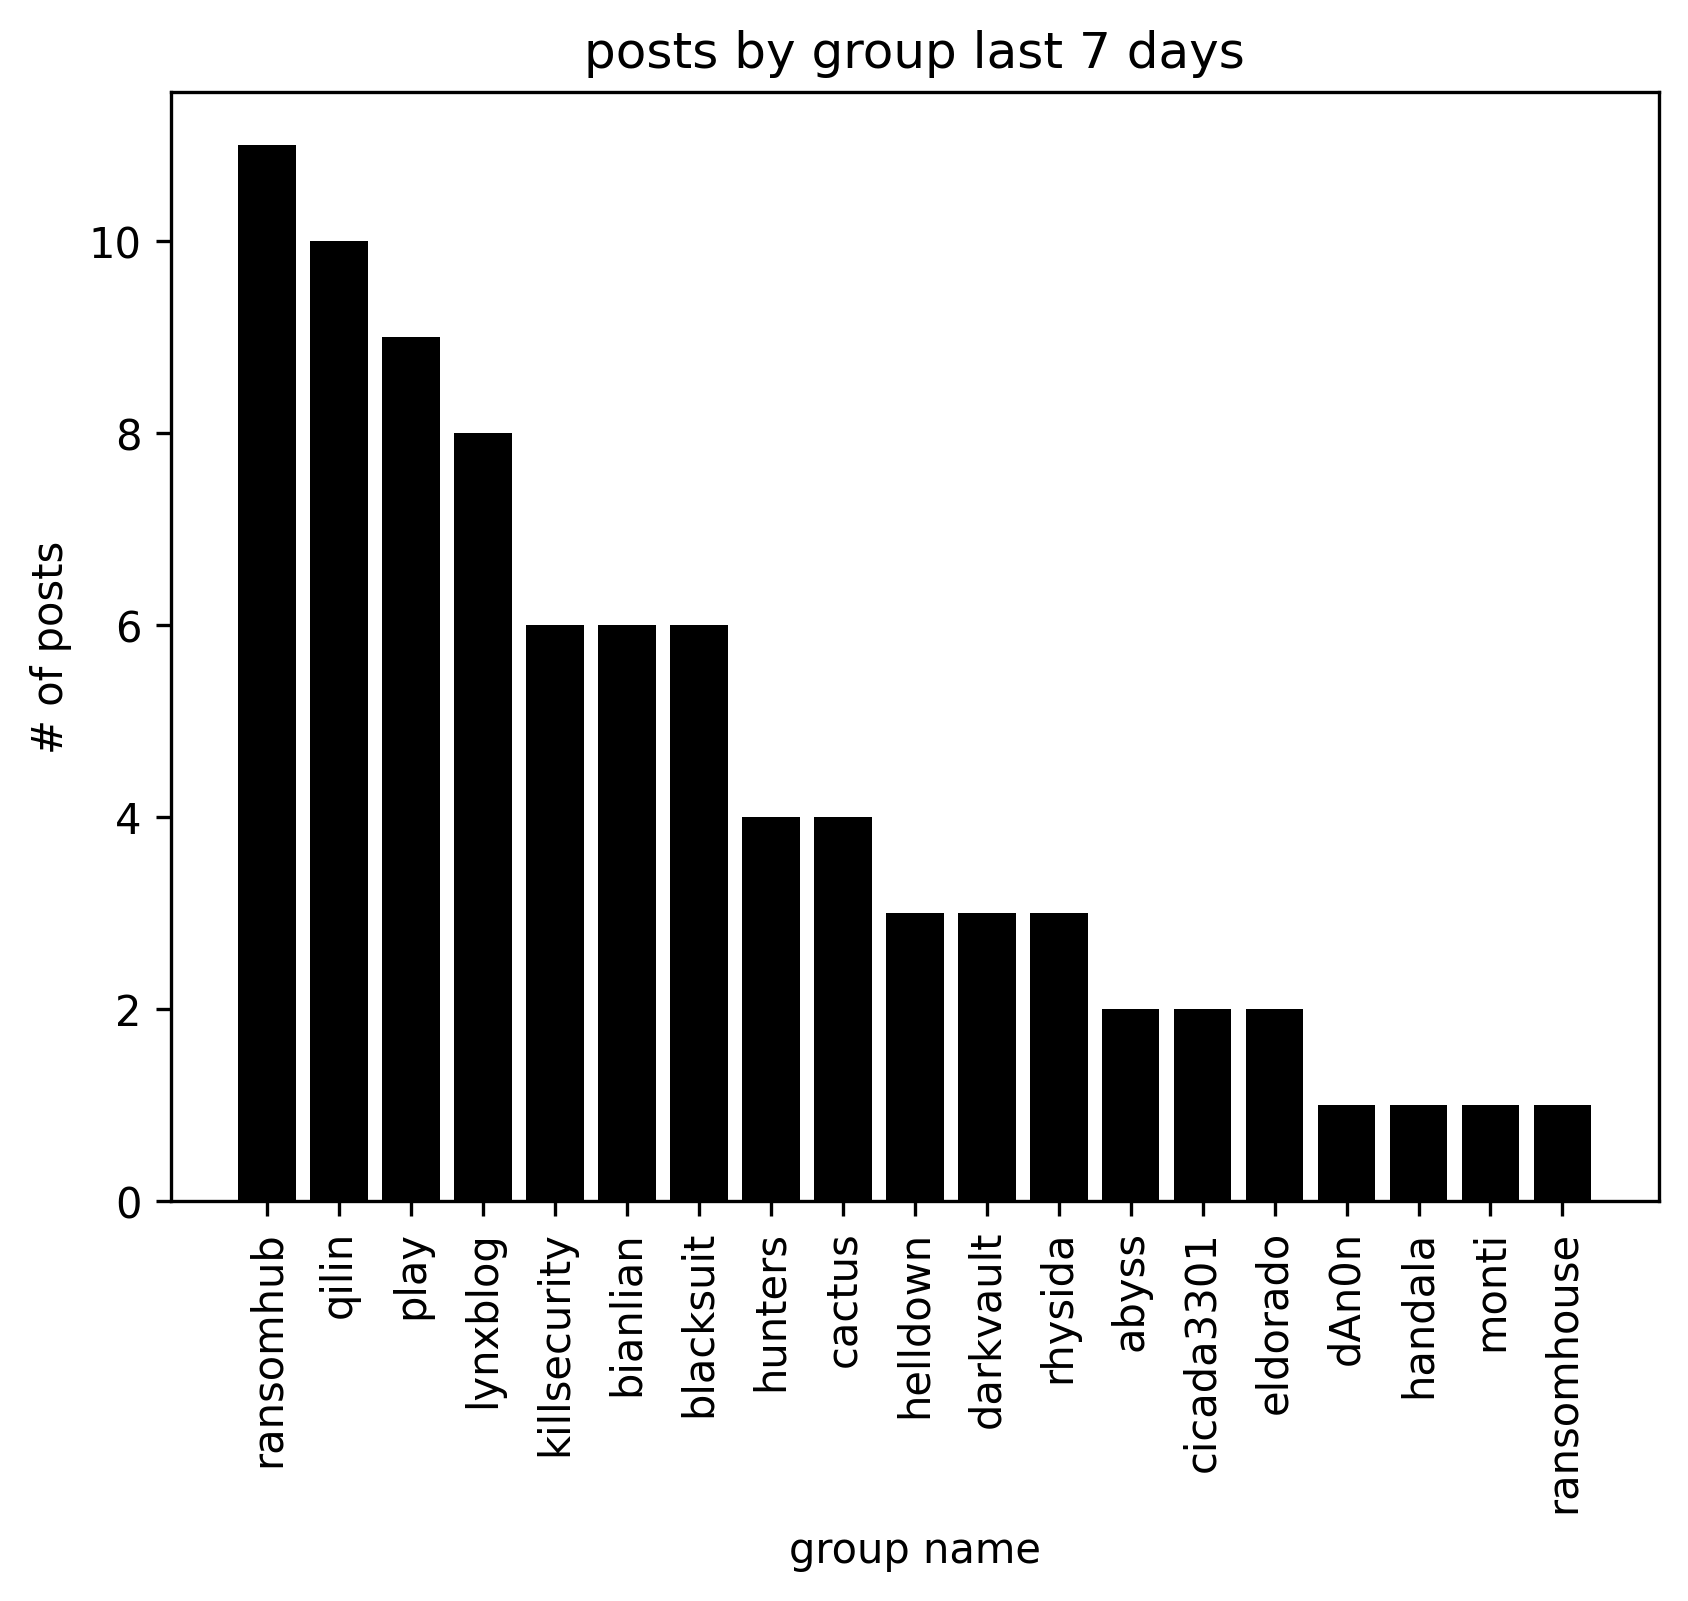 posts by group last 7 days
# of posts
10
8
6
4
2
0
ransomhub
qilin
play
lynxblog
killsecurity
bianlian
blacksuit
hunters
cactus
helldown
darkvault
rhysida
abyss
cicada3301
eldorado
dAn0n
handala
monti
ransomhouse
group name